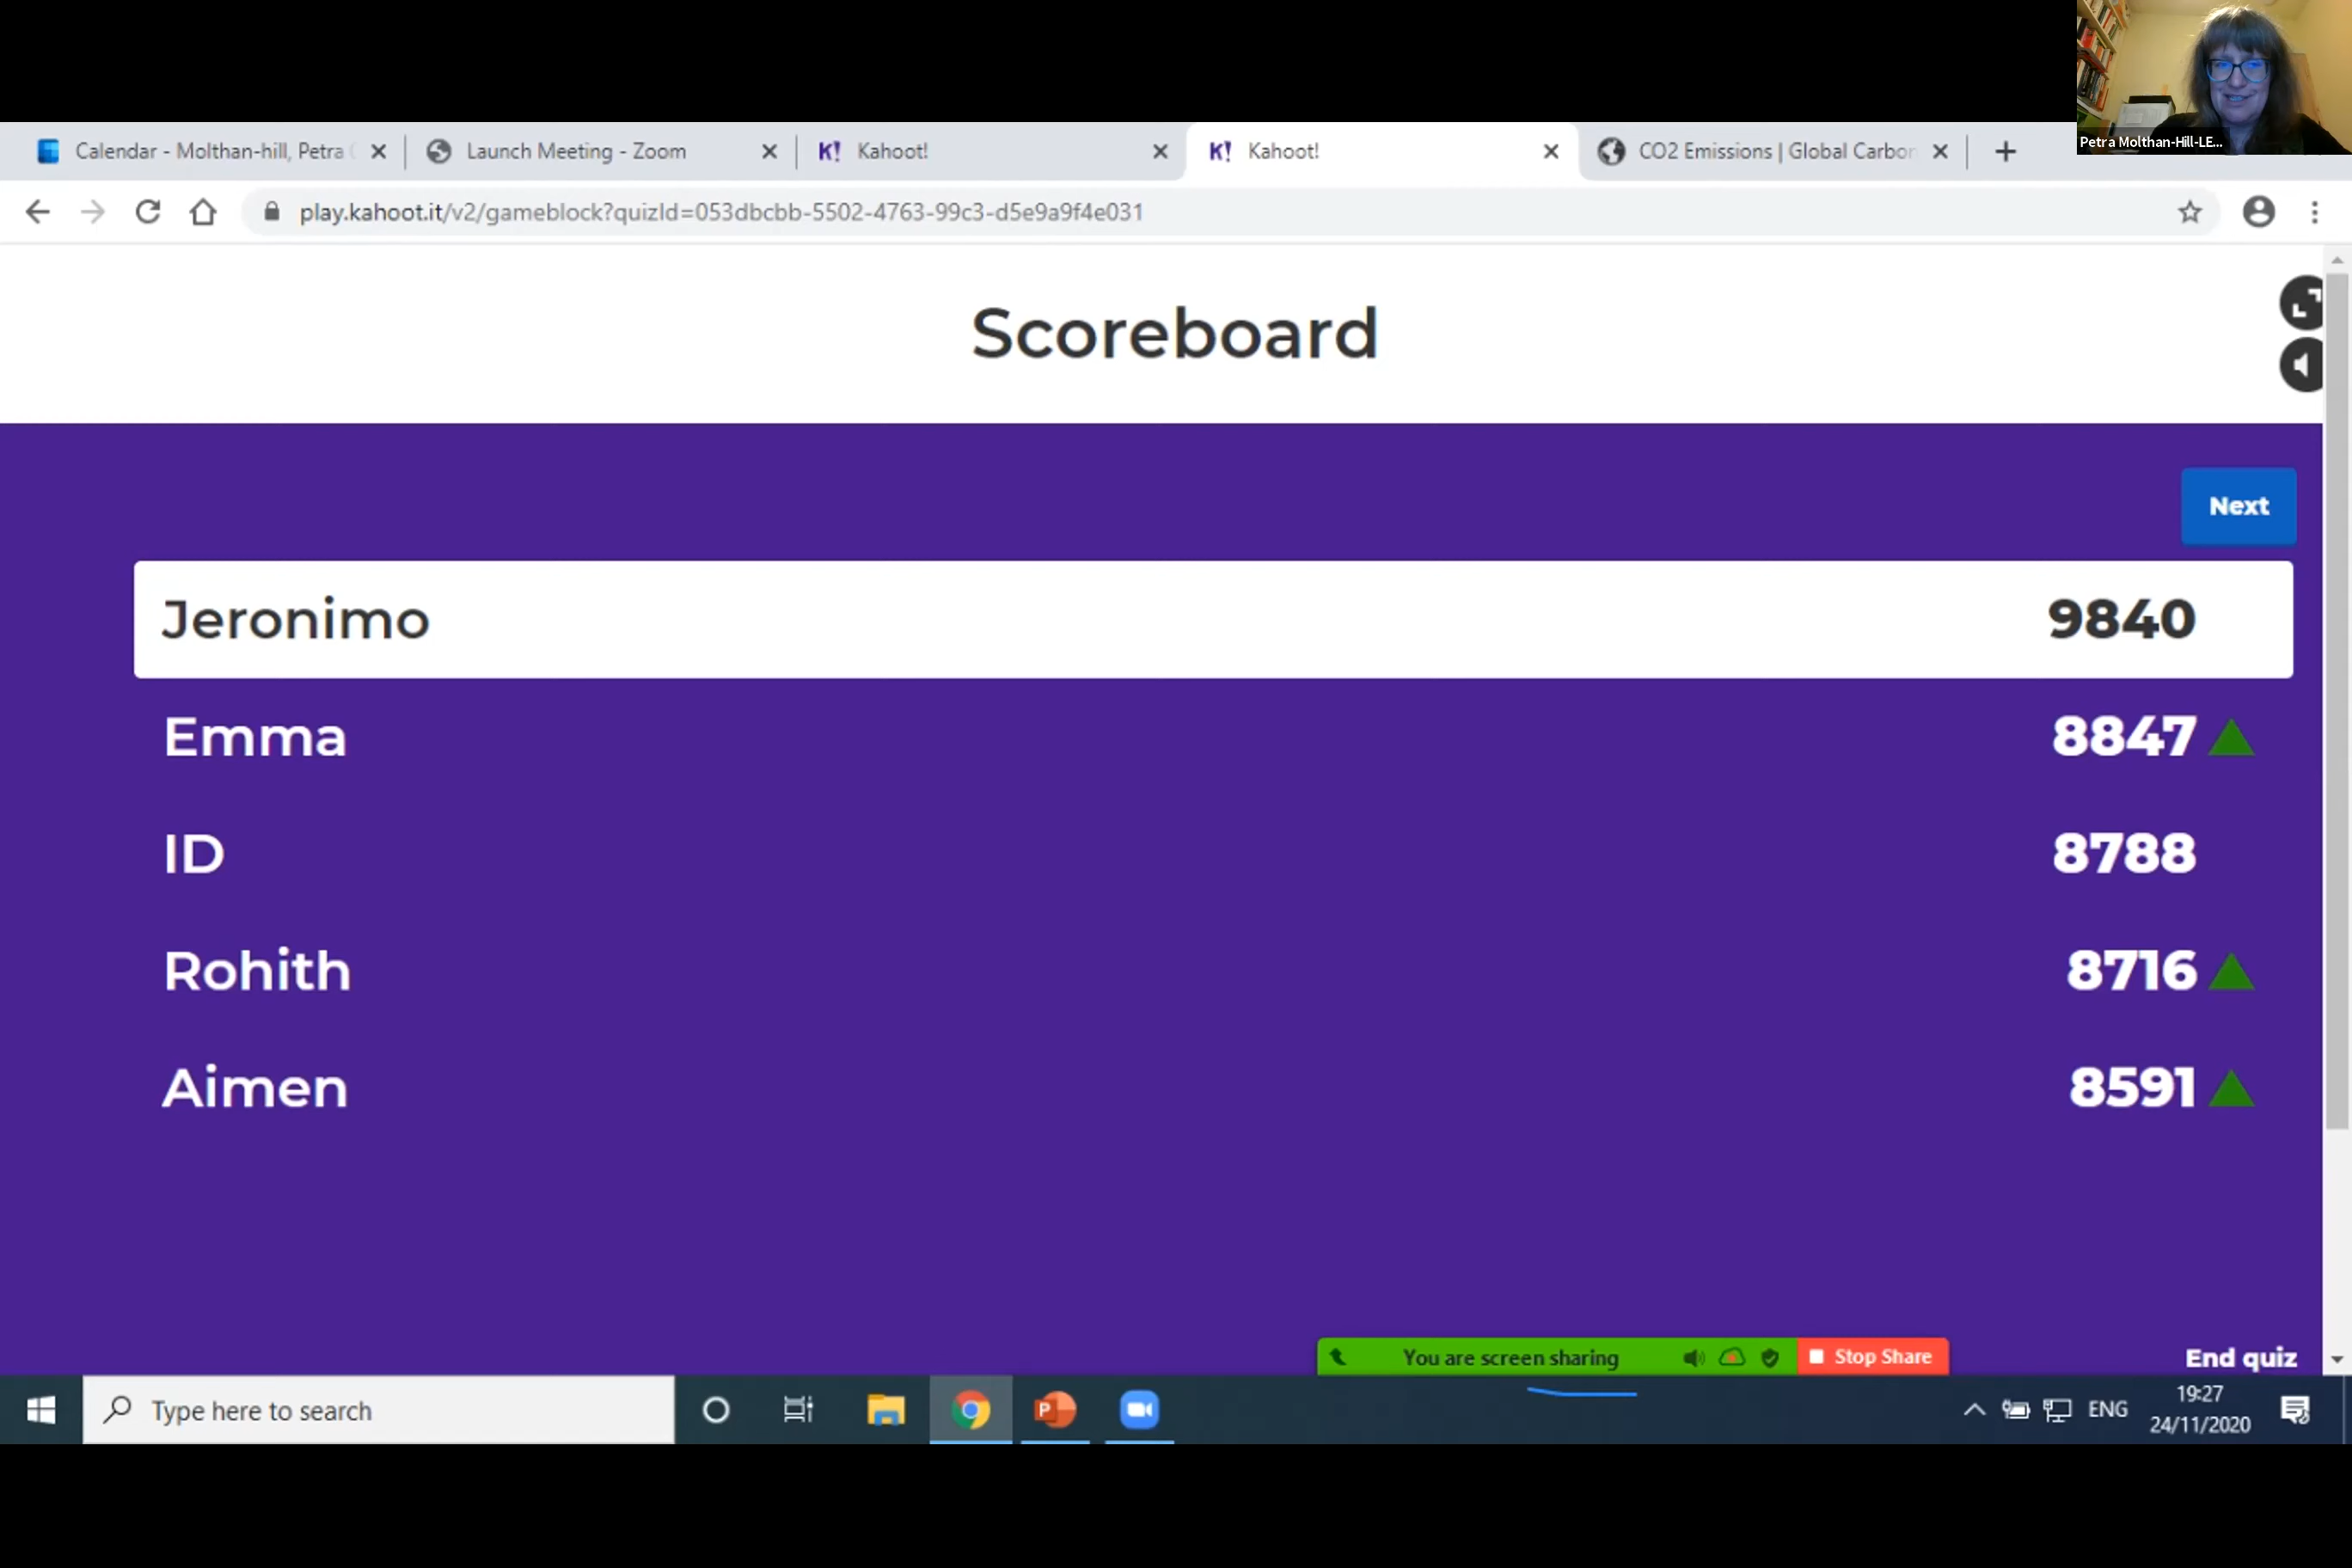 Petra Molthan-Hill-LE...
Calendar - Molthan-hill, Petra
Launch Meeting - Zoom
K! Kahoot!
K! Kahoot!
CO2 Emissions | Global Carbon
play.kahoot.it/v2/gameblock?quizId=053dbcbb-5502-4763-99c3-d5e9a9f4e031
Scoreboard
Next
Jeronimo 9840
Emma 8847
ID 8788
Rohith 8716
Aimen 8591
You are screen sharing
Stop Share
End quiz
Type here to search
P
ENG
19:27
24/11/2020